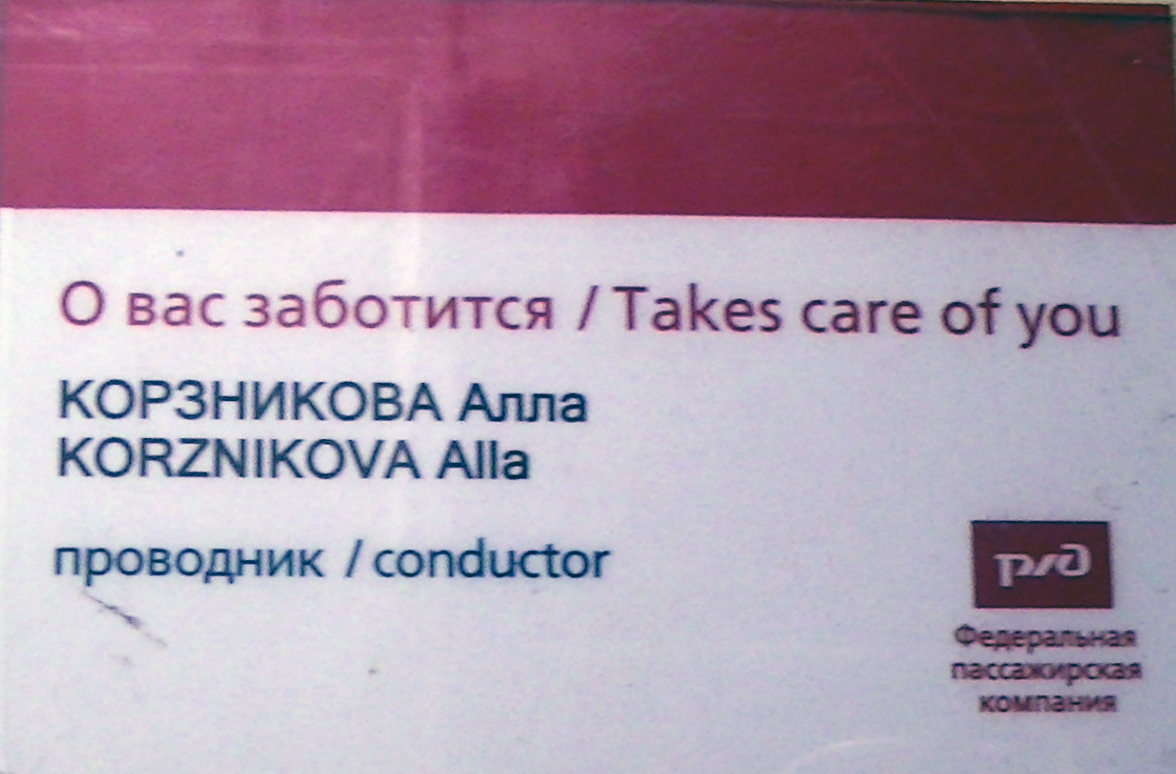 О вас заботится / Takes care of you
КОРЗНИКОВА Алла
KORZNIKOVA Alla
проводник / conductor
ржд
Федеральная
пассажирская
компания